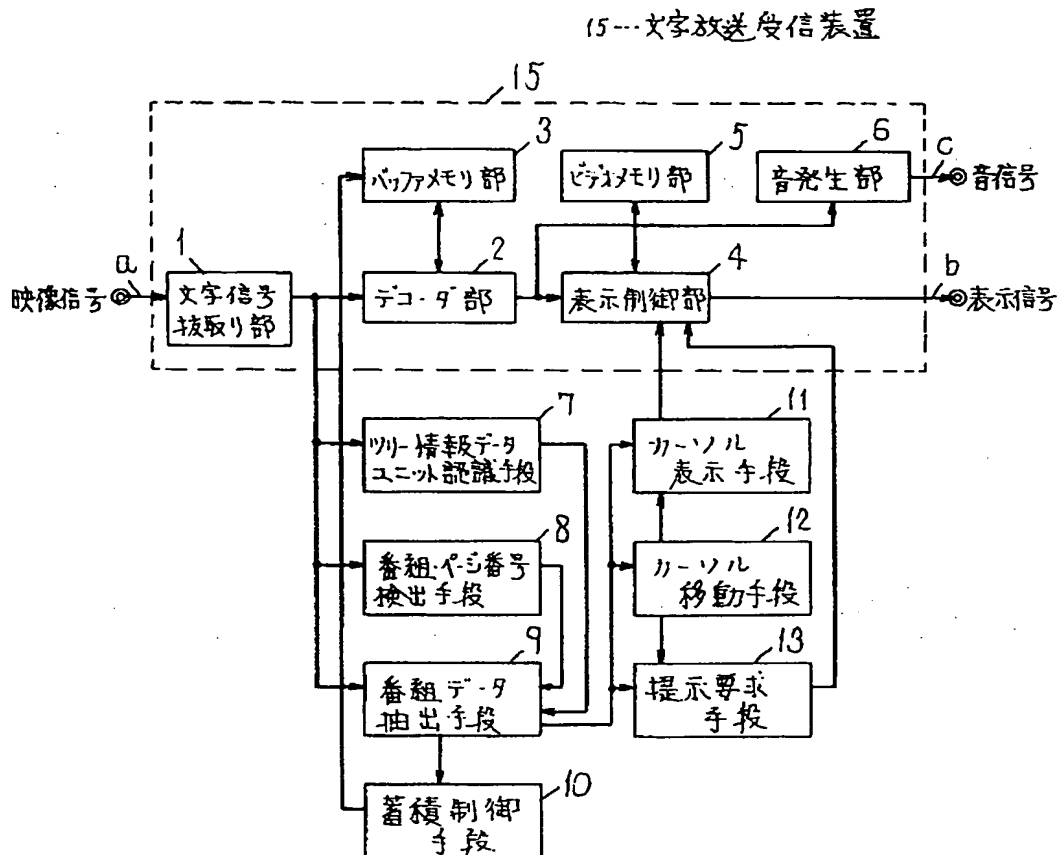 15---文字放送受信装置
15
3
バッファメモリ部
5
ビデオメモリ部
6
音発生部
c
音信号
映像信号
a
1
文字信号
抜取り部
2
デコーダ部
4
表示制御部
b
表示信号
7
ツリー情報データ
ユニット認識手段
11
カーソル
表示手段
8
番組・ページ番号
検出手段
12
カーソル
移動手段
9
番組データ
抽出手段
13
提示要求
手段
10
蓄積制御
手段